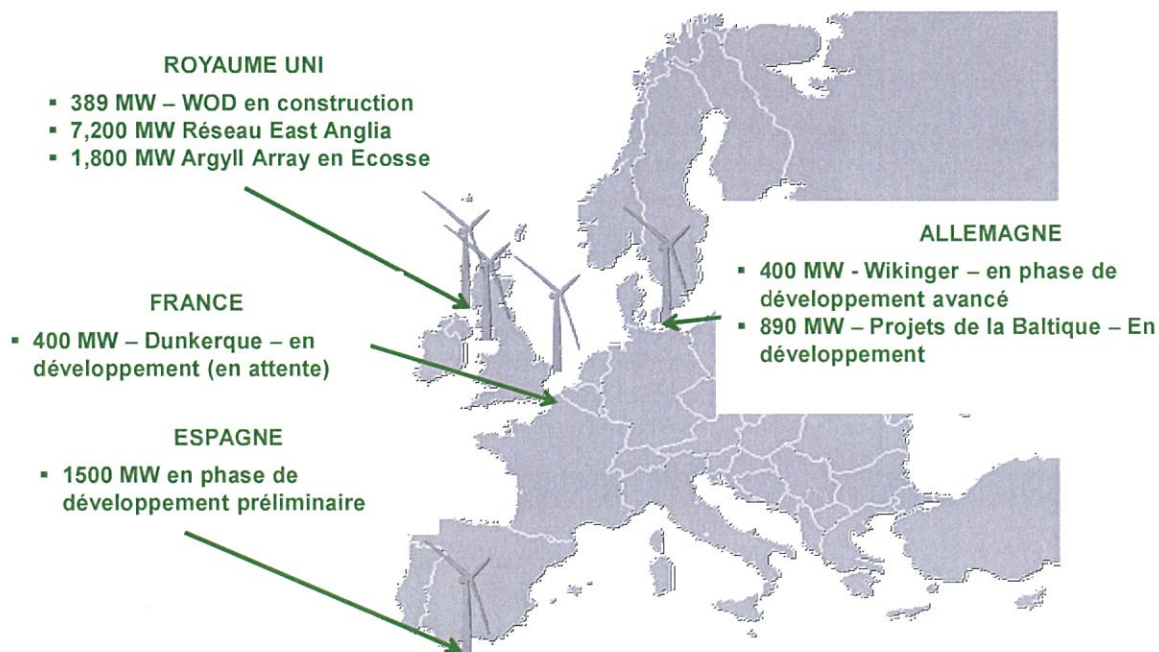 ROYAUME UNI
▪ 389 MW – WOD en construction
▪ 7,200 MW Réseau East Anglia
▪ 1,800 MW Argyll Array en Ecosse
ALLEMAGNE
▪ 400 MW - Wikinger – en phase de
développement avancé
▪ 890 MW – Projets de la Baltique – En
développement
FRANCE
▪ 400 MW – Dunkerque – en
développement (en attente)
ESPAGNE
▪ 1500 MW en phase de
développement préliminaire